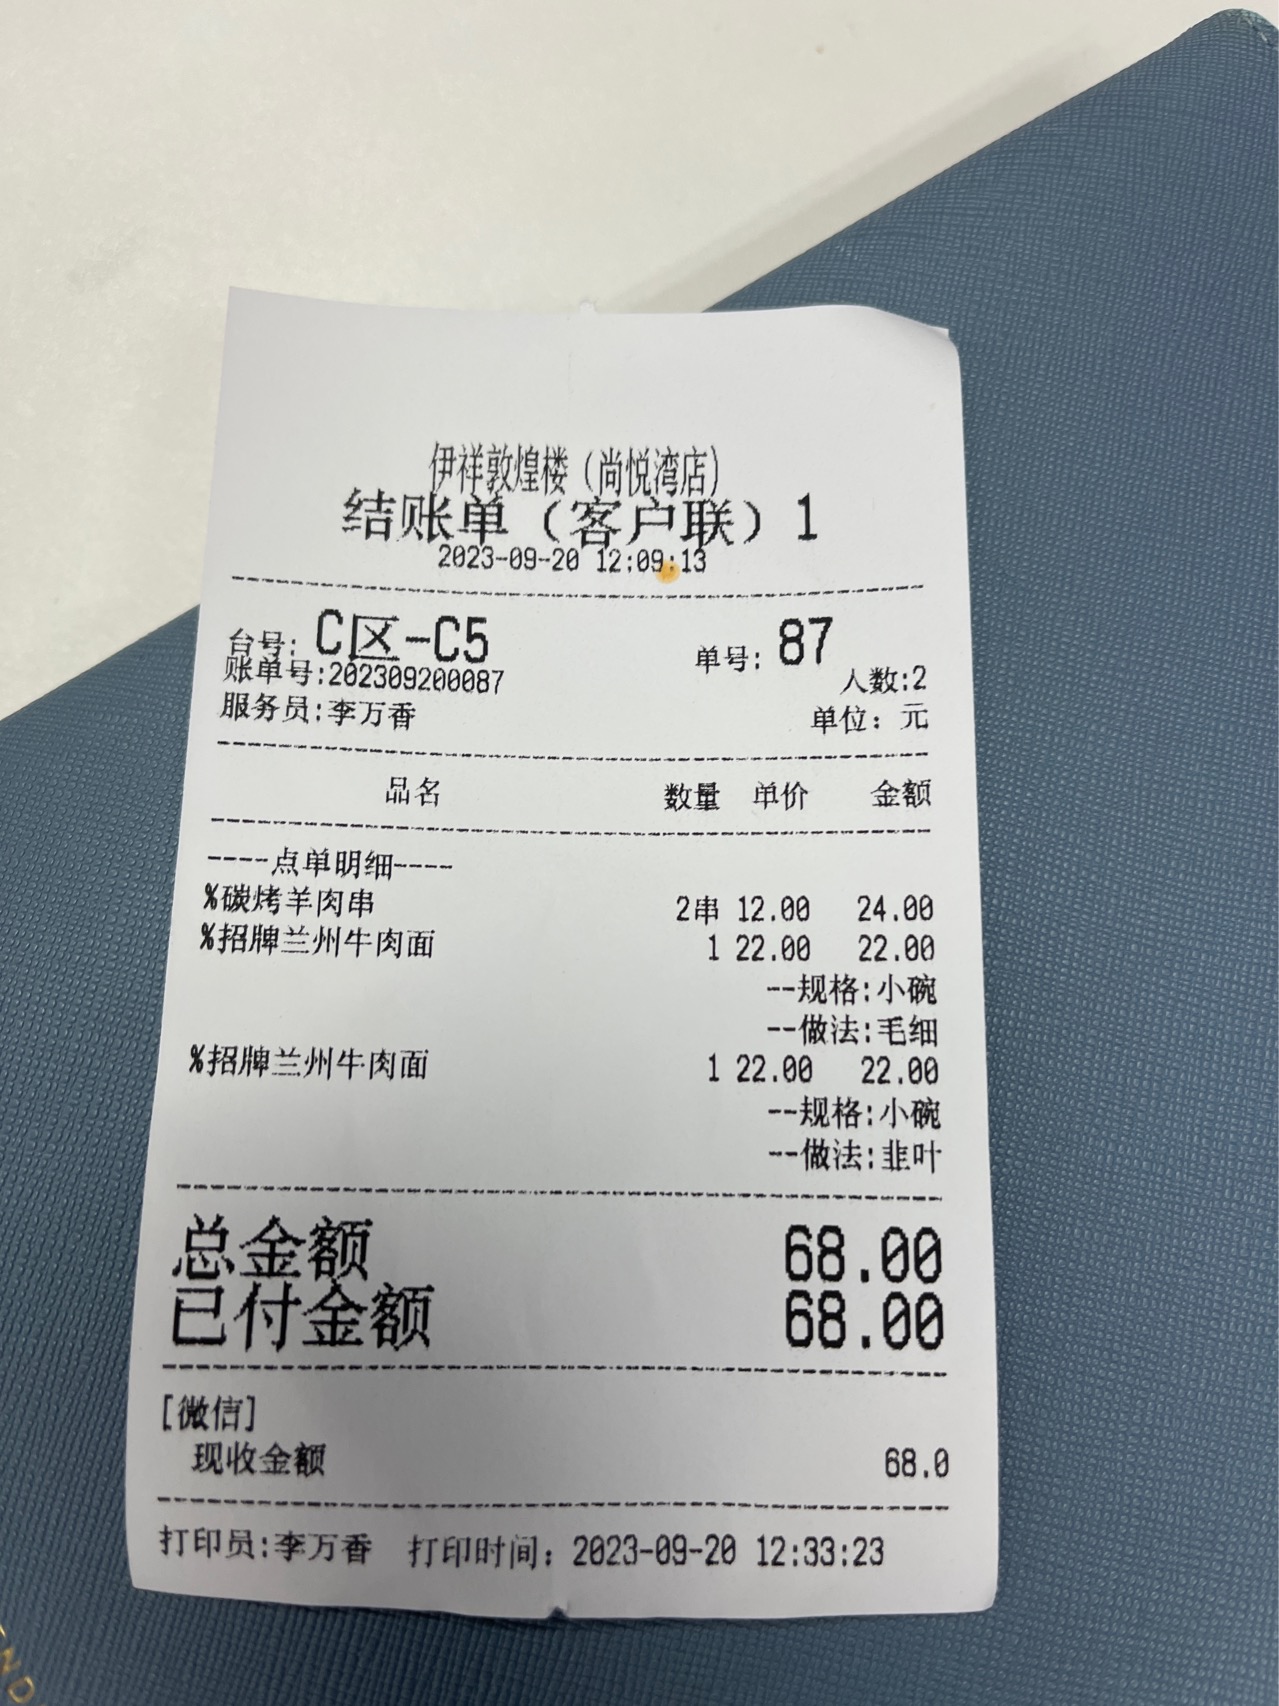 伊祥敦煌楼（尚悦湾店）
结账单（客户联）1
2023-09-20 12:09:13
台号: C区-C5 单号: 87
账单号:202309200087 人数:2
服务员:李万香 单位: 元
品名 数量 单价 金额
----点单明细----
%碳烤羊肉串 2串 12.00 24.00
%招牌兰州牛肉面 1 22.00 22.00
--规格:小碗
--做法:毛细
%招牌兰州牛肉面 1 22.00 22.00
--规格:小碗
--做法:韭叶
总金额 68.00
已付金额 68.00
[微信]
现收金额 68.0
打印员:李万香 打印时间: 2023-09-20 12:33:23